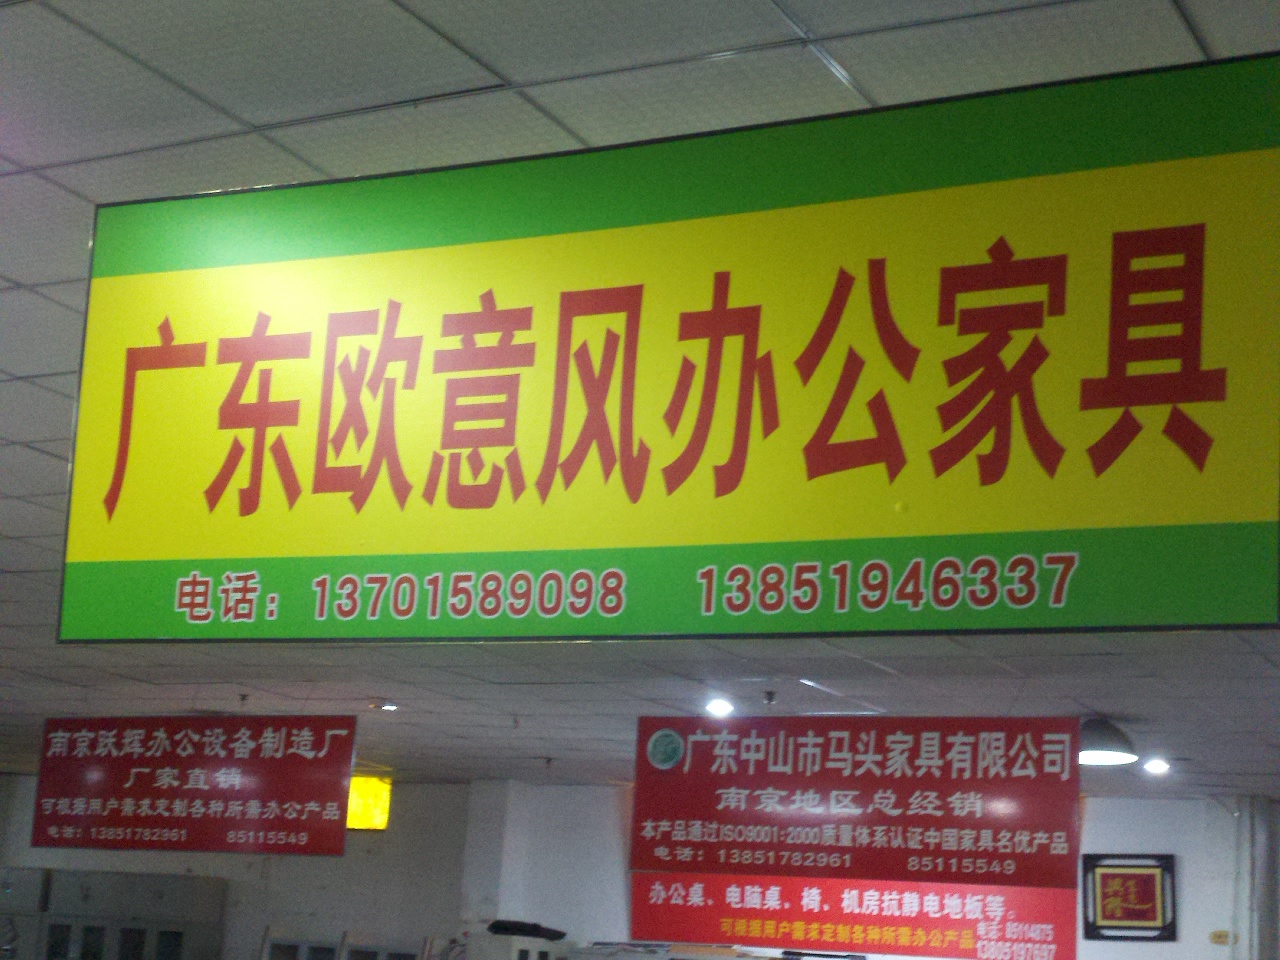 广东欧意风办公家具
电话：13701589098 13851946337
南京跃辉办公设备制造厂
厂家直销
可根据用户需求定制各种所需办公产品
电话：13851782961 85115549
广东中山市马头家具有限公司
南京地区总经销
本产品通过ISO9001:2000质量体系认证中国家具名优产品
电话：13851782961 85115549
办公桌、电脑桌、椅、机房抗静电地板等。
可根据用户需求定制各种所需办公产品
电话：85114875